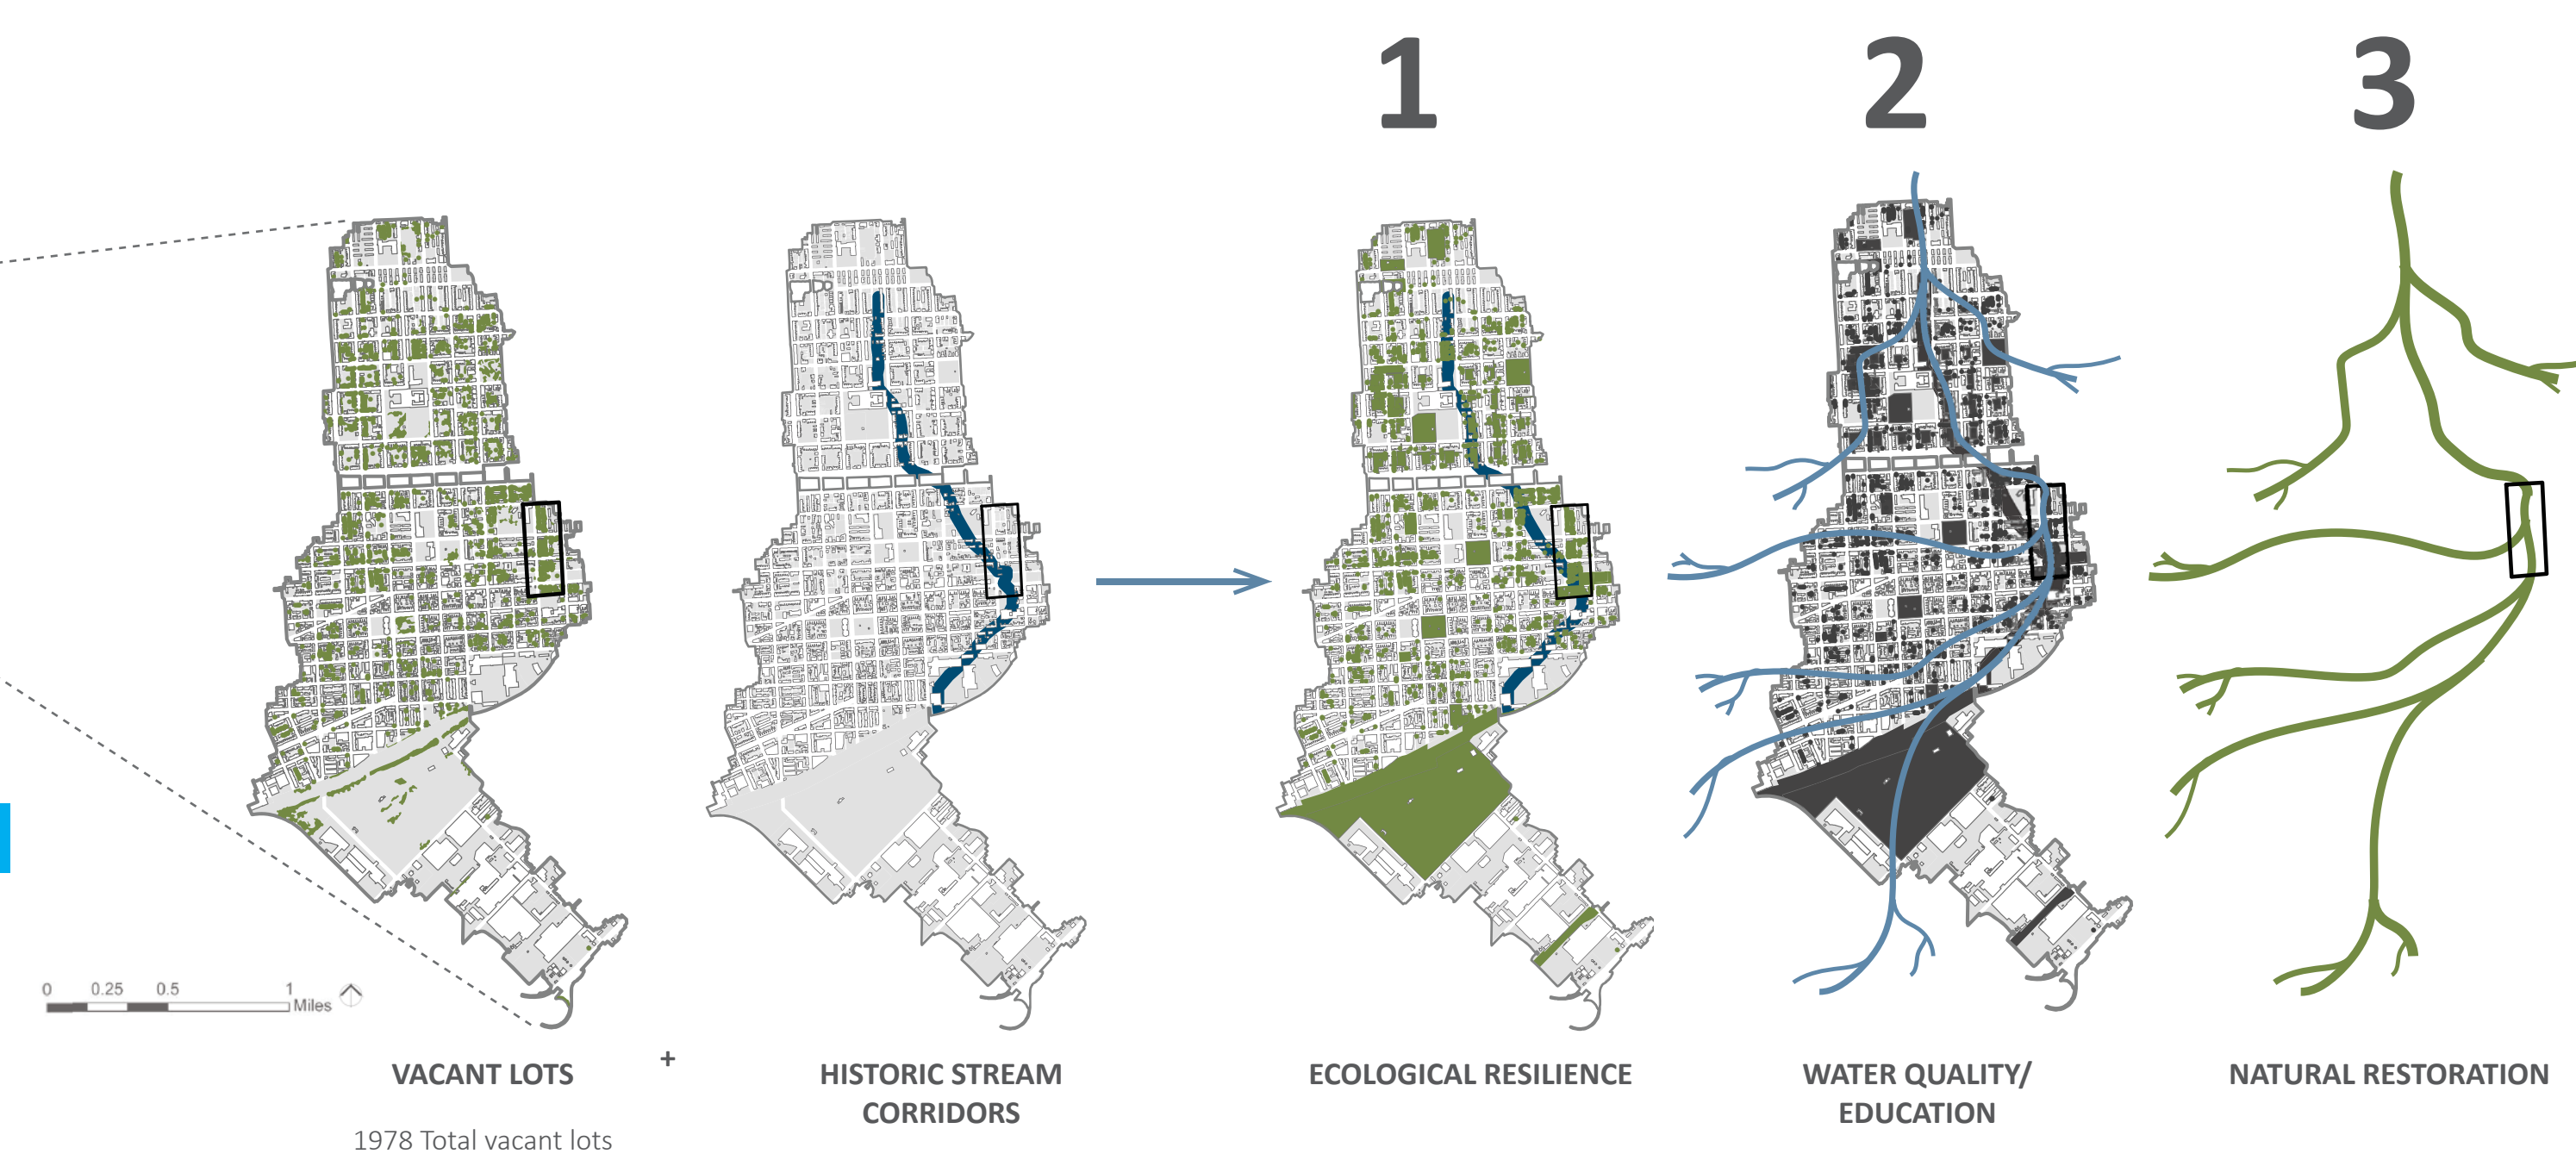 1
2
3
0 0.25 0.5 1
Miles
VACANT LOTS
+
HISTORIC STREAM
CORRIDORS
ECOLOGICAL RESILIENCE
WATER QUALITY/
EDUCATION
NATURAL RESTORATION
1978 Total vacant lots